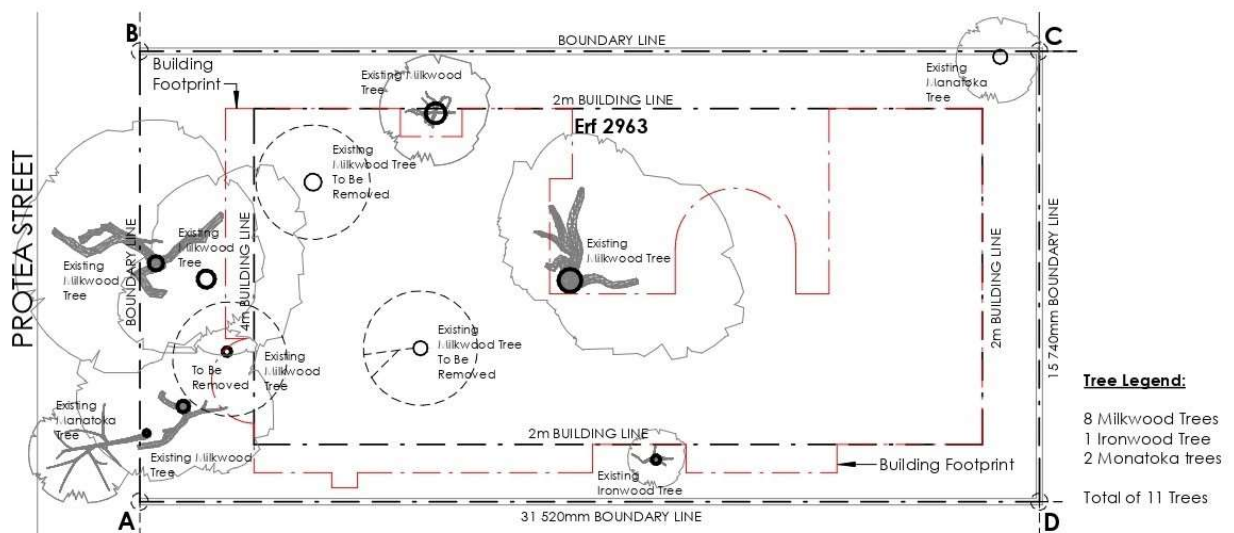 B
BOUNDARY LINE
C
Building
Footprint
Existing Milkwood
Tree
Existing
Manatoka
Tree
2m BUILDING LINE
Erf 2963
Existing
Milkwood Tree
To Be
Removed
PROTEA STREET
BOUNDARY LINE
4m BUILDING LINE
Existing
Milkwood
Tree
Existing
Milkwood
Tree
Existing
Milkwood Tree
2m BUILDING LINE
15 740mm BOUNDARY LINE
To Be
Removed
Existing
Milkwood
Tree
Existing
Milkwood Tree
To Be
Removed
Existing
Manatoka
Tree
Existing Milkwood
Tree
2m BUILDING LINE
Existing
Ironwood Tree
Building Footprint
A
31 520mm BOUNDARY LINE
D
Tree Legend:
8 Milkwood Trees
1 Ironwood Tree
2 Monatoka trees
Total of 11 Trees